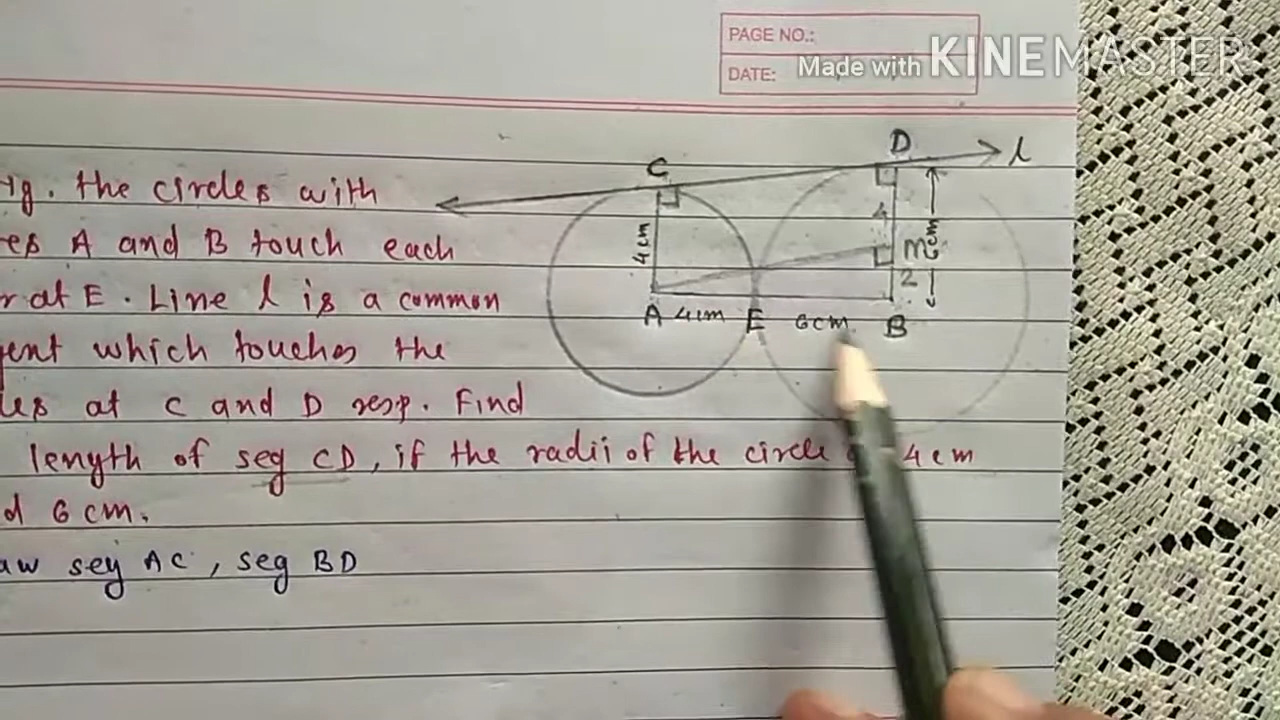 PAGE NO.:
DATE:
Made with KINEMASTER
fig. the circles with
A and B touch each
at E. Line l is a common
which touches the
at C and D resp. Find
length of seg CD, if the radii of the circle 4cm
6 cm.
seg AC, seg BD
D
l
C
4cm
4
m
6cm
2
A 4cm E 6cm B